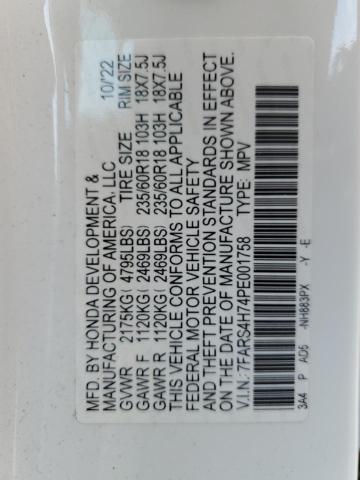 MFD. BY HONDA DEVELOPMENT &
MANUFACTURING OF AMERICA, LLC 10/'22
GVWR 2175KG( 4795LBS) TIRE SIZE RIM SIZE
GAWR F 1120KG( 2469LBS) 235/60R18 103H 18X7.5J
GAWR R 1120KG( 2469LBS) 235/60R18 103H 18X7.5J
THIS VEHICLE CONFORMS TO ALL APPLICABLE
FEDERAL MOTOR VEHICLE SAFETY
AND THEFT PREVENTION STANDARDS IN EFFECT
ON THE DATE OF MANUFACTURE SHOWN ABOVE.
V.I.N.: 7FARS4H74PE001758 TYPE: MPV
3A4 P AD5 -NH883PX -Y -E